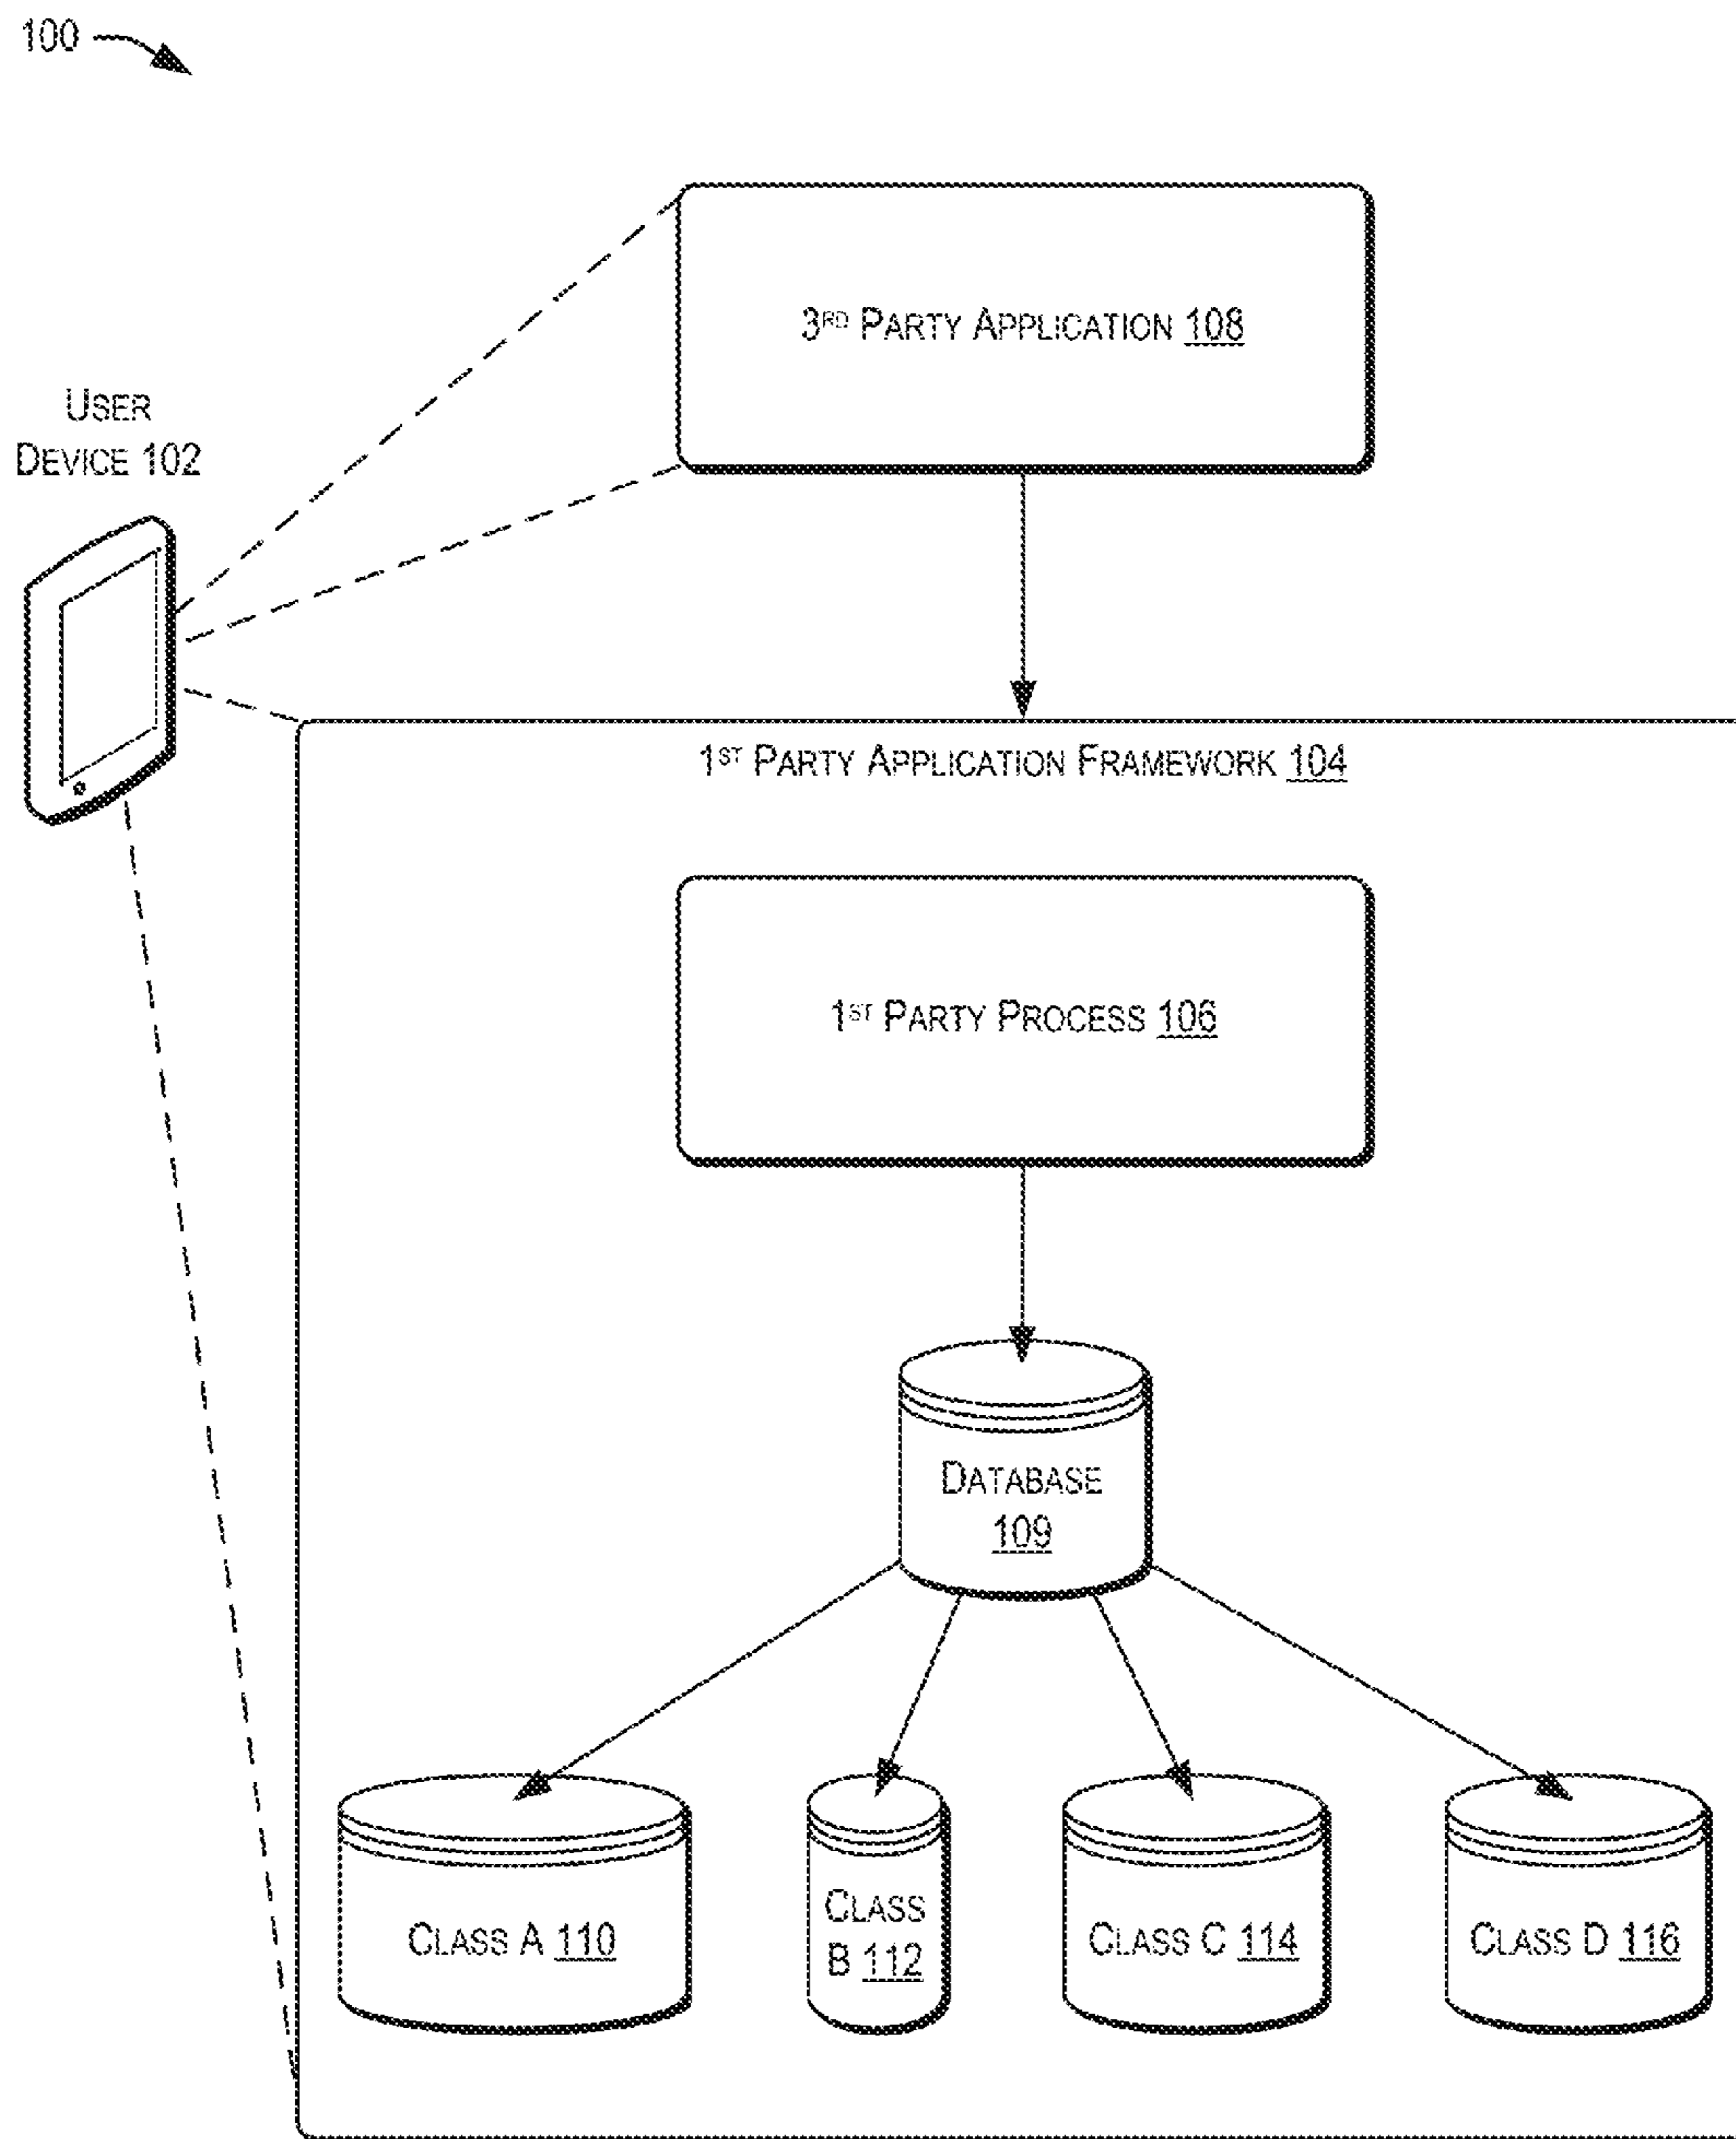 100
3RD PARTY APPLICATION 108
USER
DEVICE 102
1ST PARTY APPLICATION FRAMEWORK 104
1ST PARTY PROCESS 106
DATABASE
109
CLASS A 110
CLASS
B 112
CLASS C 114
CLASS D 116